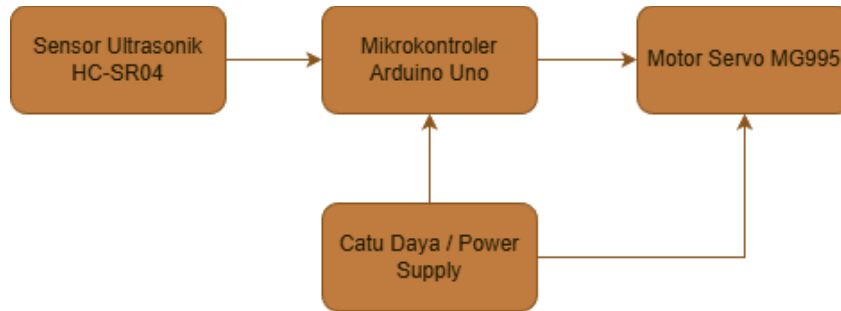 Sensor Ultrasonik
HC-SR04
Mikrokontroler
Arduino Uno
Motor Servo MG995
Catu Daya / Power
Supply